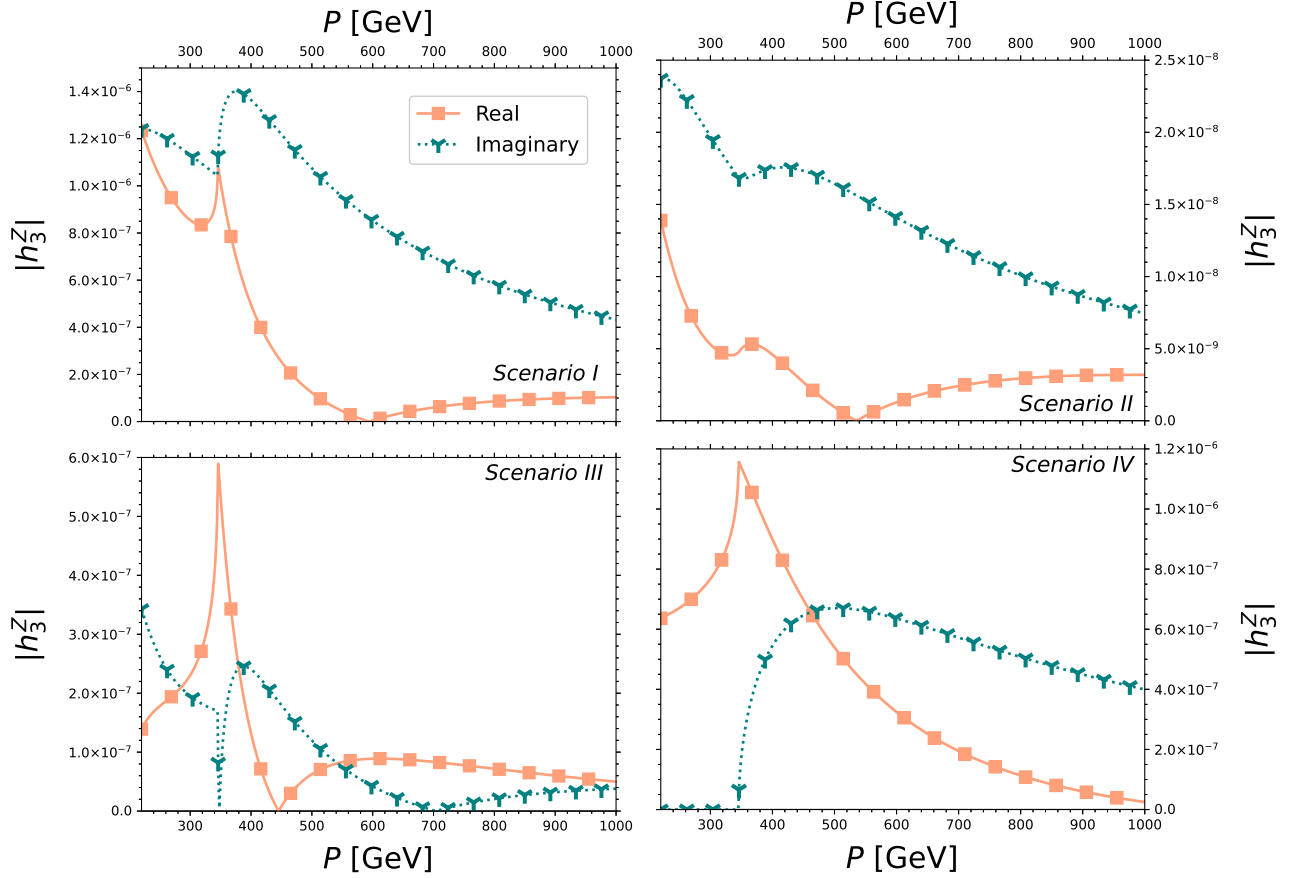 P [GeV]
P [GeV]
300 400 500 600 700 800 900 1000
300 400 500 600 700 800 900 1000
|h₃ᶻ|
1.4×10⁻⁶
1.2×10⁻⁶
1.0×10⁻⁶
8.0×10⁻⁷
6.0×10⁻⁷
4.0×10⁻⁷
2.0×10⁻⁷
0.0
Real
Imaginary
Scenario I
2.5×10⁻⁸
2.0×10⁻⁸
1.5×10⁻⁸
1.0×10⁻⁸
5.0×10⁻⁹
0.0
|h₃ᶻ|
Scenario II
|h₃ᶻ|
6.0×10⁻⁷
5.0×10⁻⁷
4.0×10⁻⁷
3.0×10⁻⁷
2.0×10⁻⁷
1.0×10⁻⁷
0.0
Scenario III
Scenario IV
1.2×10⁻⁶
1.0×10⁻⁶
8.0×10⁻⁷
6.0×10⁻⁷
4.0×10⁻⁷
2.0×10⁻⁷
0.0
|h₃ᶻ|
300 400 500 600 700 800 900 1000
300 400 500 600 700 800 900 1000
P [GeV]
P [GeV]